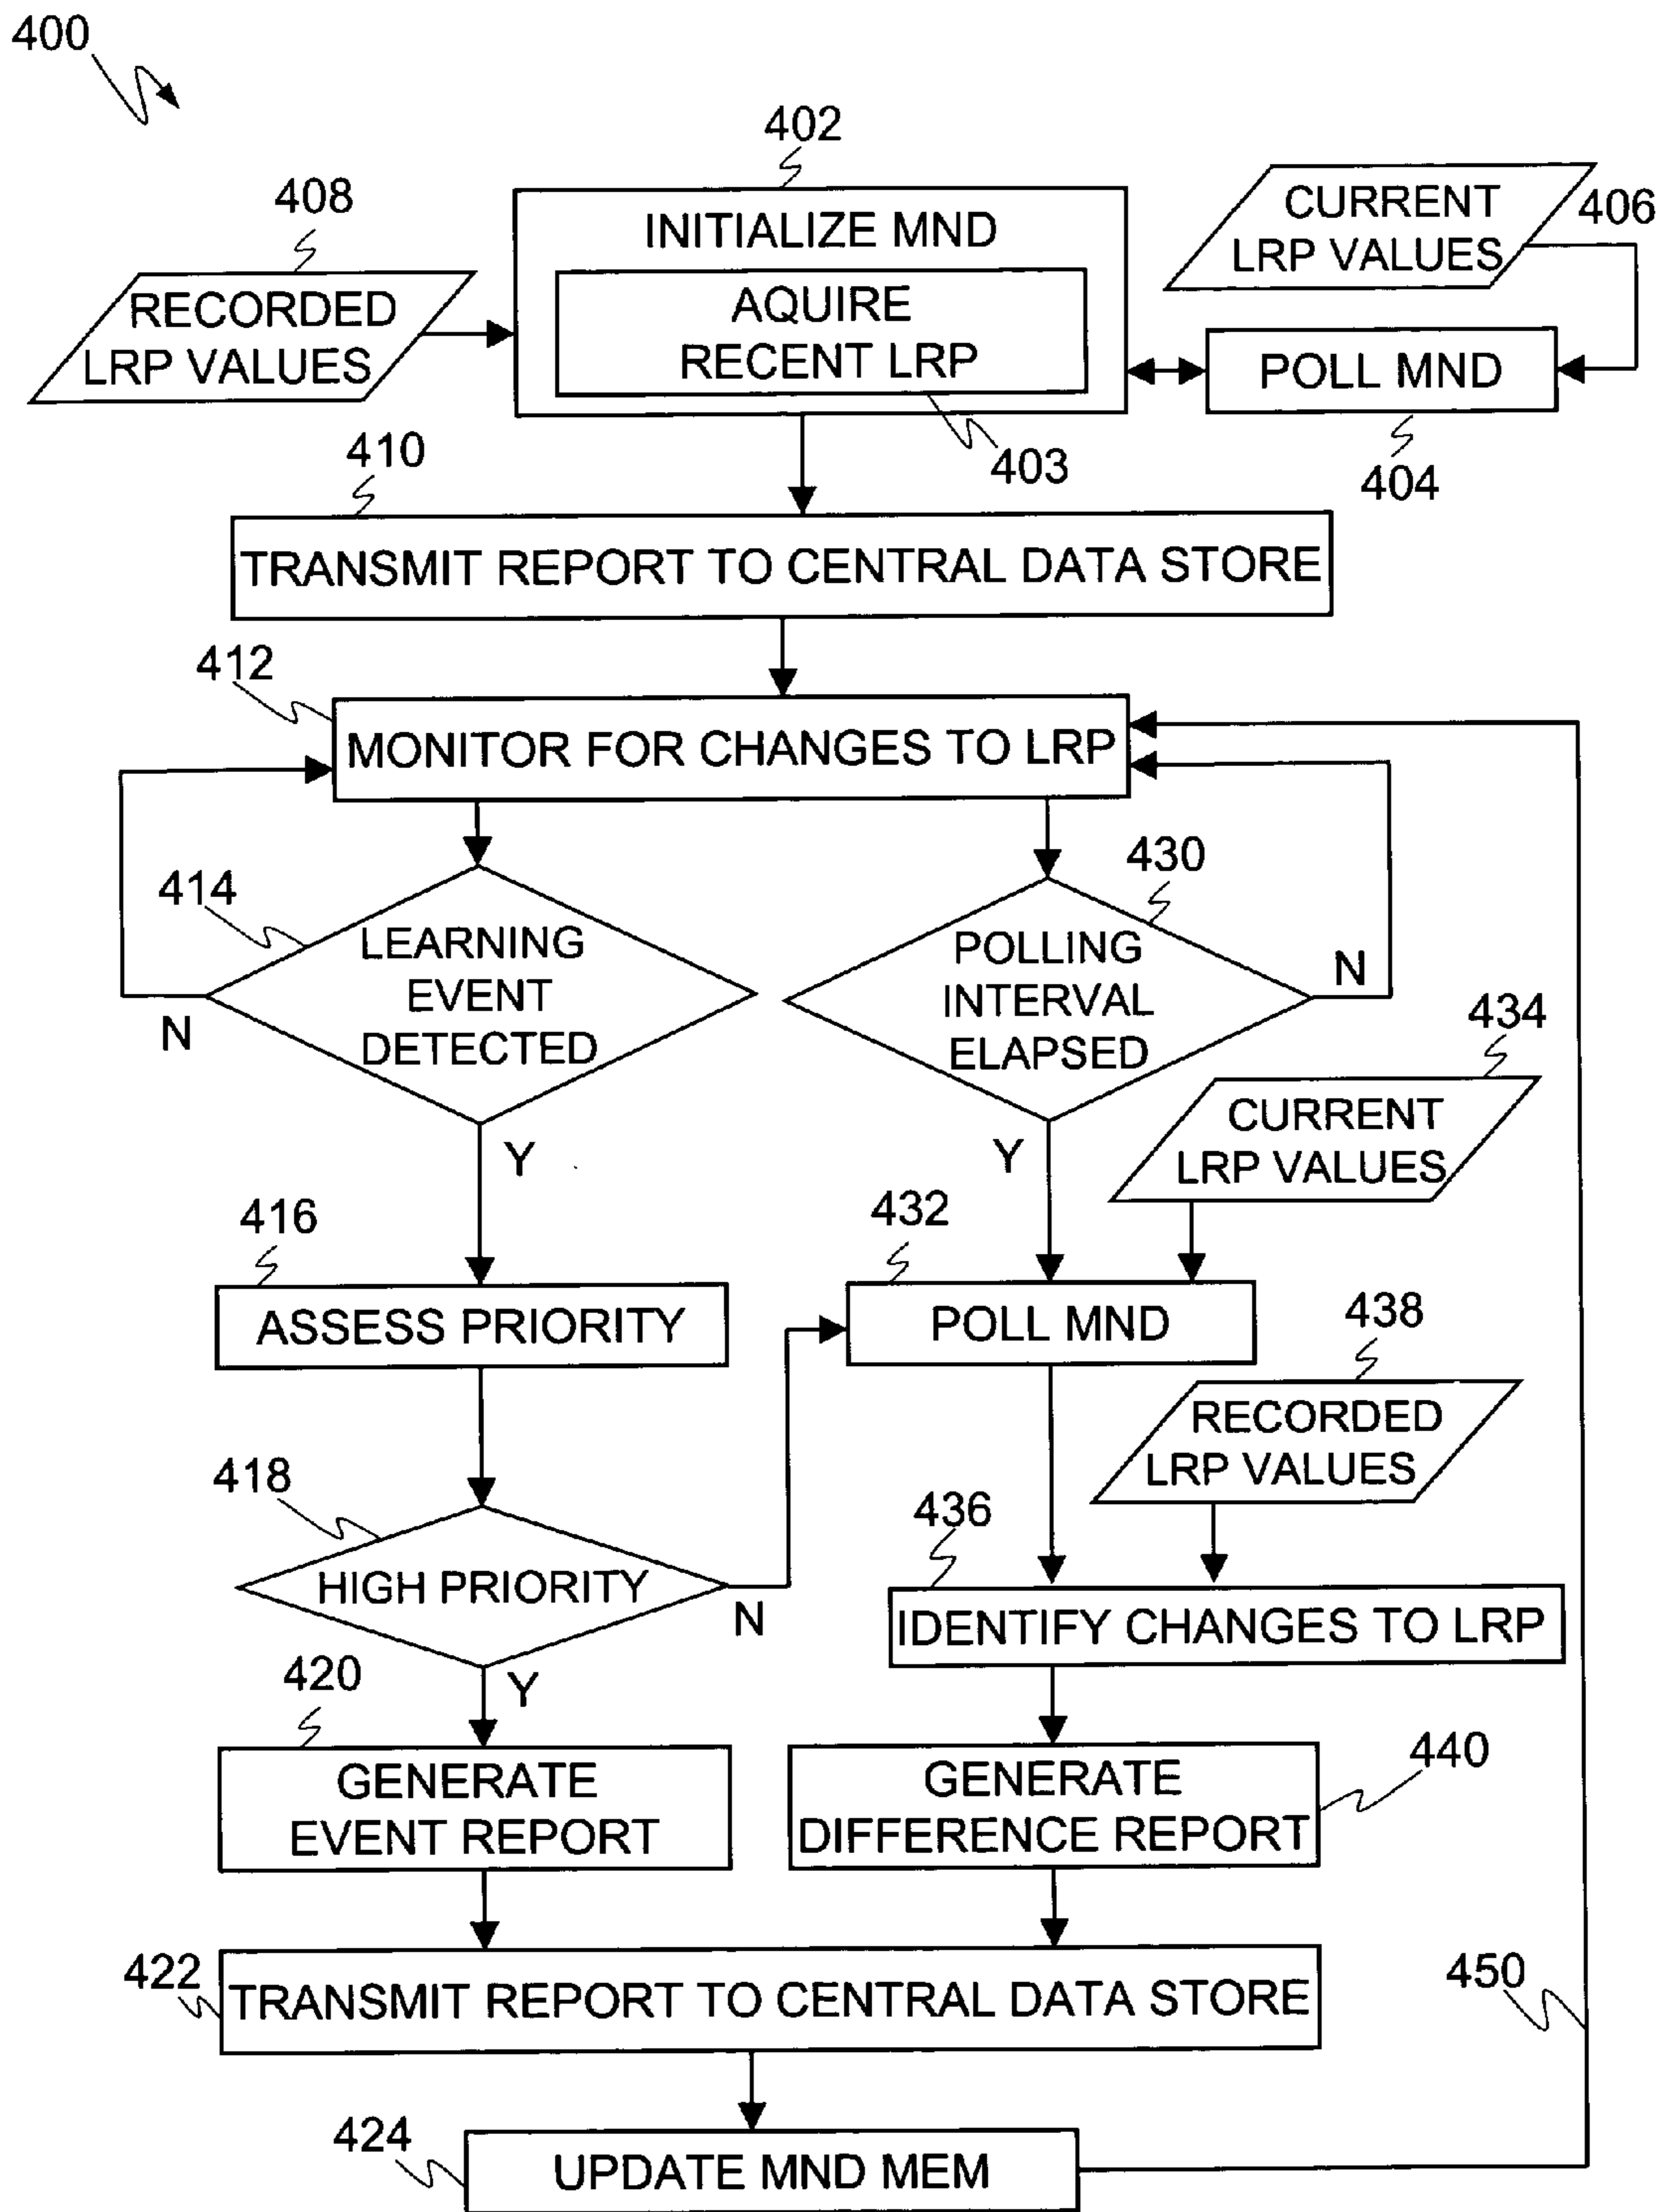 400
402
408
INITIALIZE MND
CURRENT
LRP VALUES
406
RECORDED
LRP VALUES
AQUIRE
RECENT LRP
POLL MND
403
404
410
TRANSMIT REPORT TO CENTRAL DATA STORE
412
MONITOR FOR CHANGES TO LRP
414
430
LEARNING
EVENT
DETECTED
N
POLLING
INTERVAL
ELAPSED
N
434
CURRENT
LRP VALUES
Y
Y
416
432
ASSESS PRIORITY
POLL MND
438
RECORDED
LRP VALUES
418
436
HIGH PRIORITY
N
IDENTIFY CHANGES TO LRP
420
Y
GENERATE
EVENT REPORT
GENERATE
DIFFERENCE REPORT
440
422
TRANSMIT REPORT TO CENTRAL DATA STORE
450
424
UPDATE MND MEM